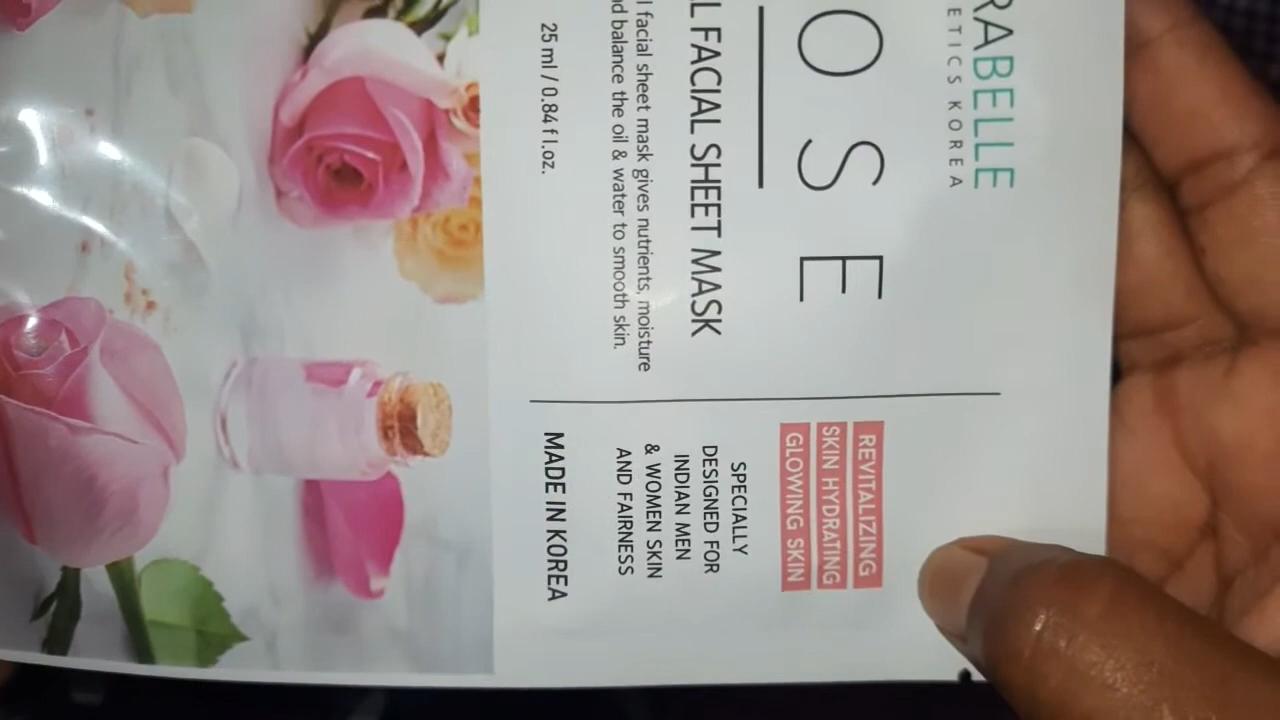 RABELLE
ETICS KOREA
OSE
L FACIAL SHEET MASK
facial sheet mask gives nutrients, moisture
balance the oil & water to smooth skin.
25 ml / 0.84 f l.oz.
REVITALIZING
SKIN HYDRATING
GLOWING SKIN
SPECIALLY
DESIGNED FOR
INDIAN MEN
& WOMEN SKIN
AND FAIRNESS
MADE IN KOREA